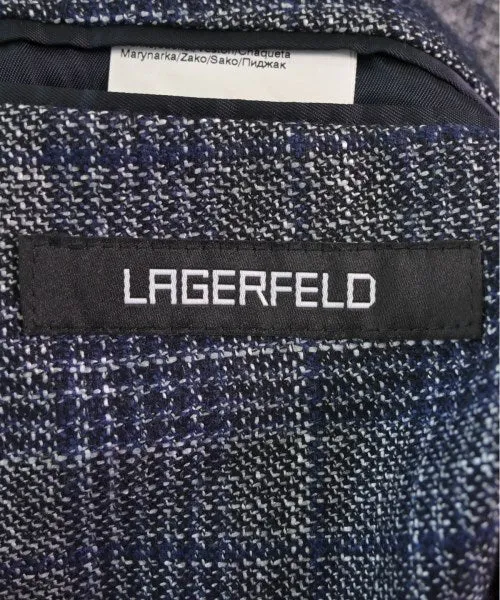 Marynarka/Zako/Sako/Пиджак
LAGERFELD